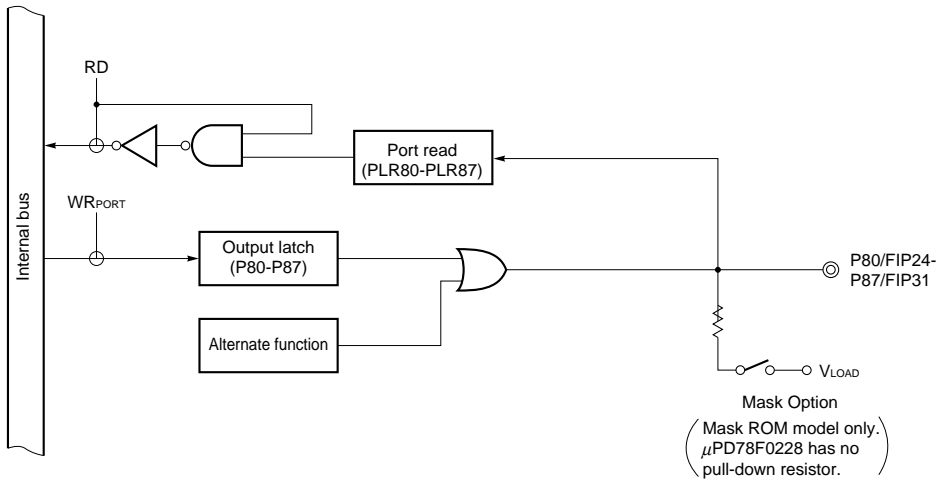 RD
Port read
(PLR80-PLR87)
WRPORT
Internal bus
Output latch
(P80-P87)
P80/FIP24-
P87/FIP31
Alternate function
VLOAD
Mask Option
Mask ROM model only.
μPD78F0228 has no
pull-down resistor.